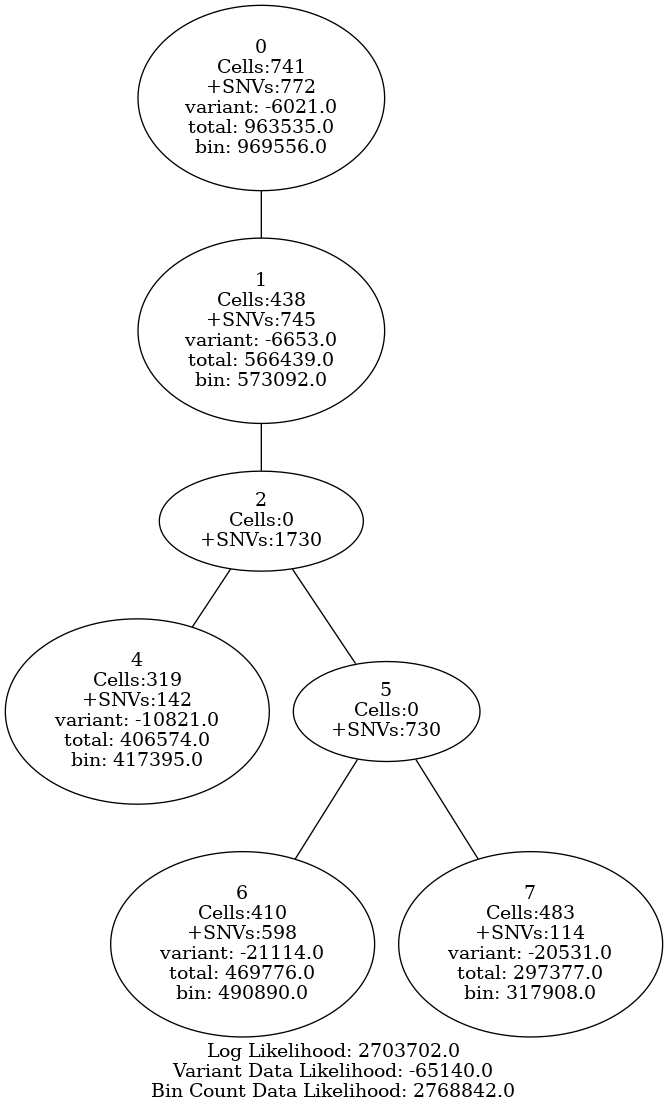 0
Cells:741
+SNVs:772
variant: -6021.0
total: 963535.0
bin: 969556.0
1
Cells:438
+SNVs:745
variant: -6653.0
total: 566439.0
bin: 573092.0
2
Cells:0
+SNVs:1730
4
Cells:319
+SNVs:142
variant: -10821.0
total: 406574.0
bin: 417395.0
5
Cells:0
+SNVs:730
6
Cells:410
+SNVs:598
variant: -21114.0
total: 469776.0
bin: 490890.0
7
Cells:483
+SNVs:114
variant: -20531.0
total: 297377.0
bin: 317908.0
Log Likelihood: 2703702.0
Variant Data Likelihood: -65140.0
Bin Count Data Likelihood: 2768842.0